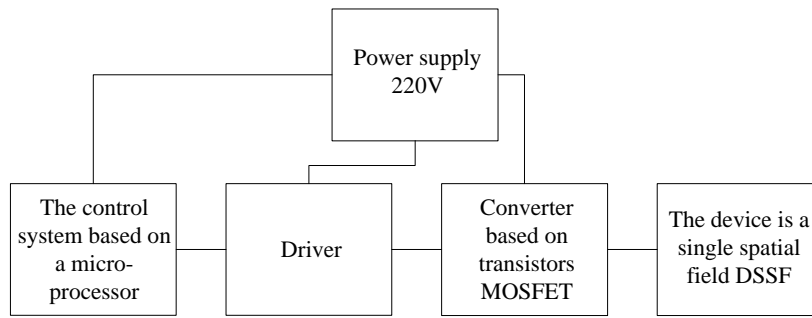 Power supply
220V
The control
system based on
a micro-
processor
Driver
Converter
based on
transistors
MOSFET
The device is a
single spatial
field DSSF